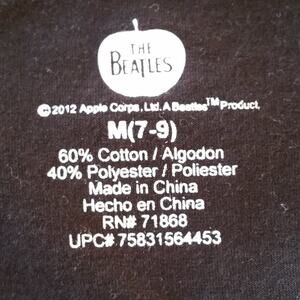 THE
BEATLES
©2012 Apple Corps, Ltd. A Beatles™ Product.
M(7-9)
60% Cotton / Algodon
40% Polyester / Poliester
Made in China
Hecho en China
RN# 71868
UPC# 75831564453